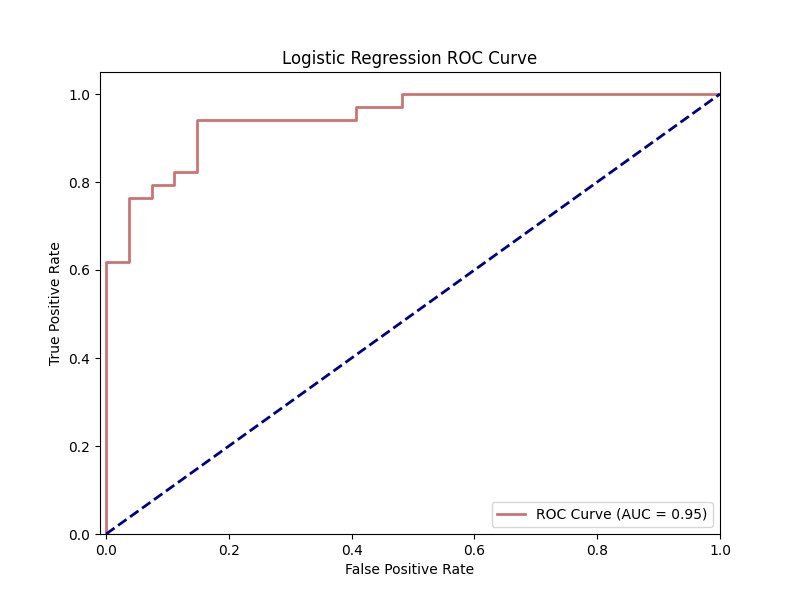 Logistic Regression ROC Curve
True Positive Rate
1.0
0.8
0.6
0.4
0.2
0.0
0.0 0.2 0.4 0.6 0.8 1.0
False Positive Rate
ROC Curve (AUC = 0.95)